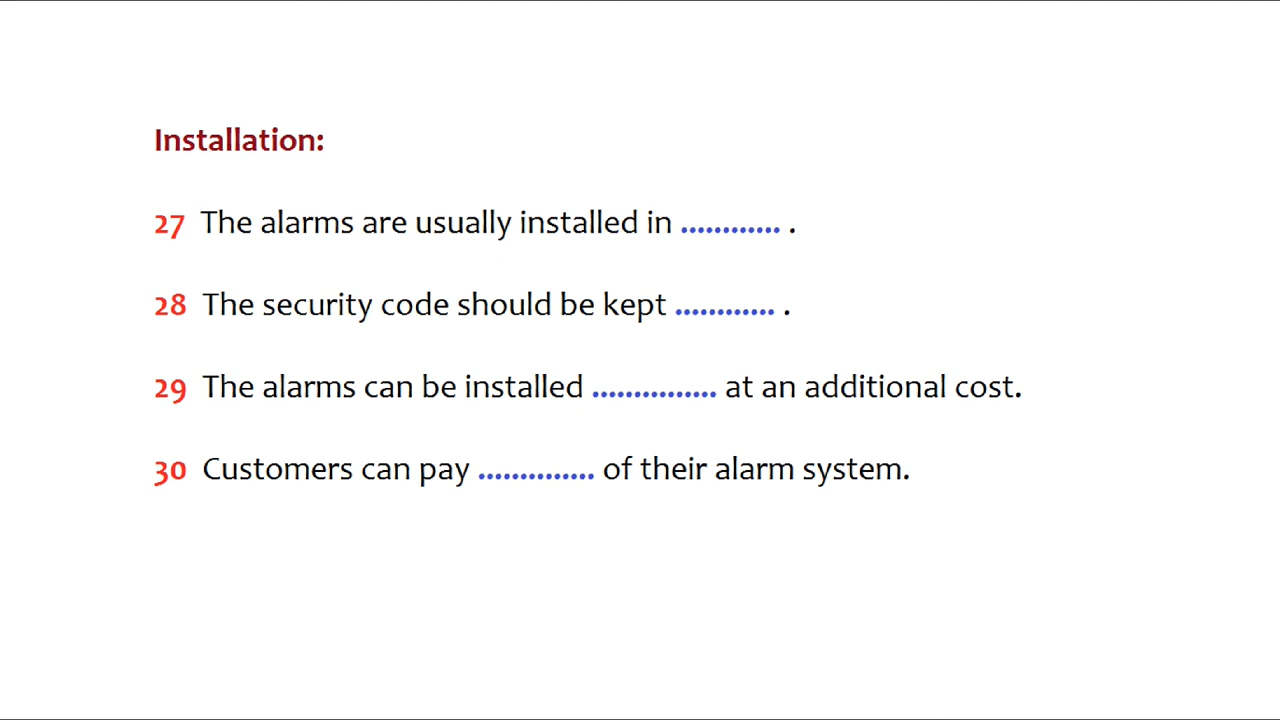 Installation:
27 The alarms are usually installed in ............ .
28 The security code should be kept ............ .
29 The alarms can be installed ............... at an additional cost.
30 Customers can pay .............. of their alarm system.